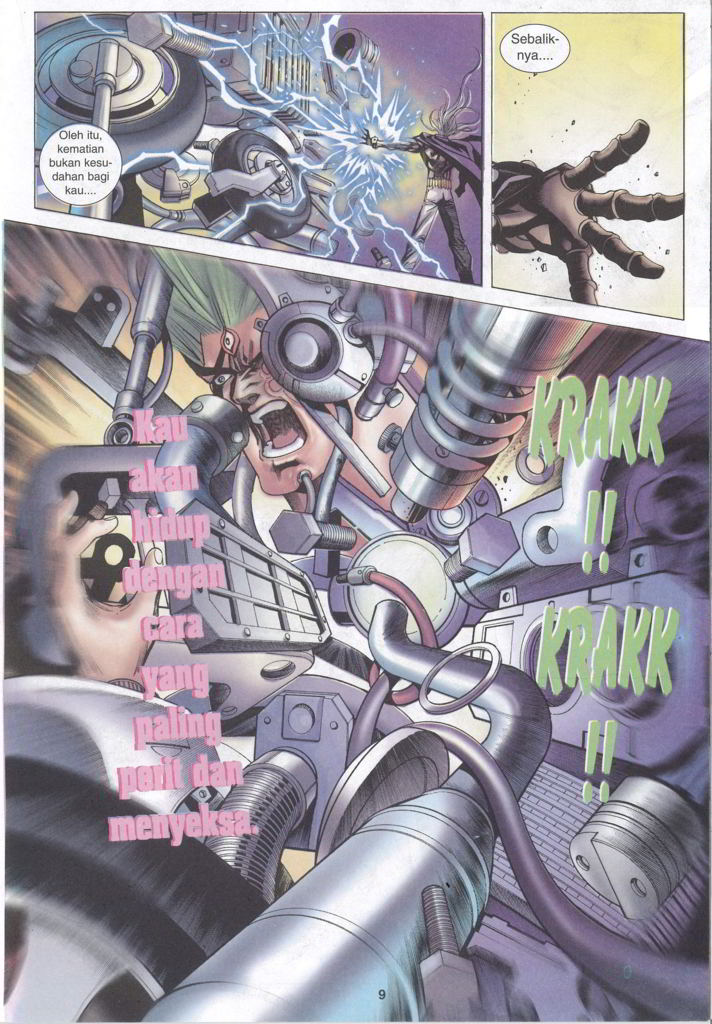 Oleh itu,
kematian
bukan kesu-
dahan bagi
kau....
Sebalik-
nya....
Kau
akan
hidup
dengan
cara
yang
paling
perit dan
menyeksa.
KRAKK
!!
KRAKK
!!
9